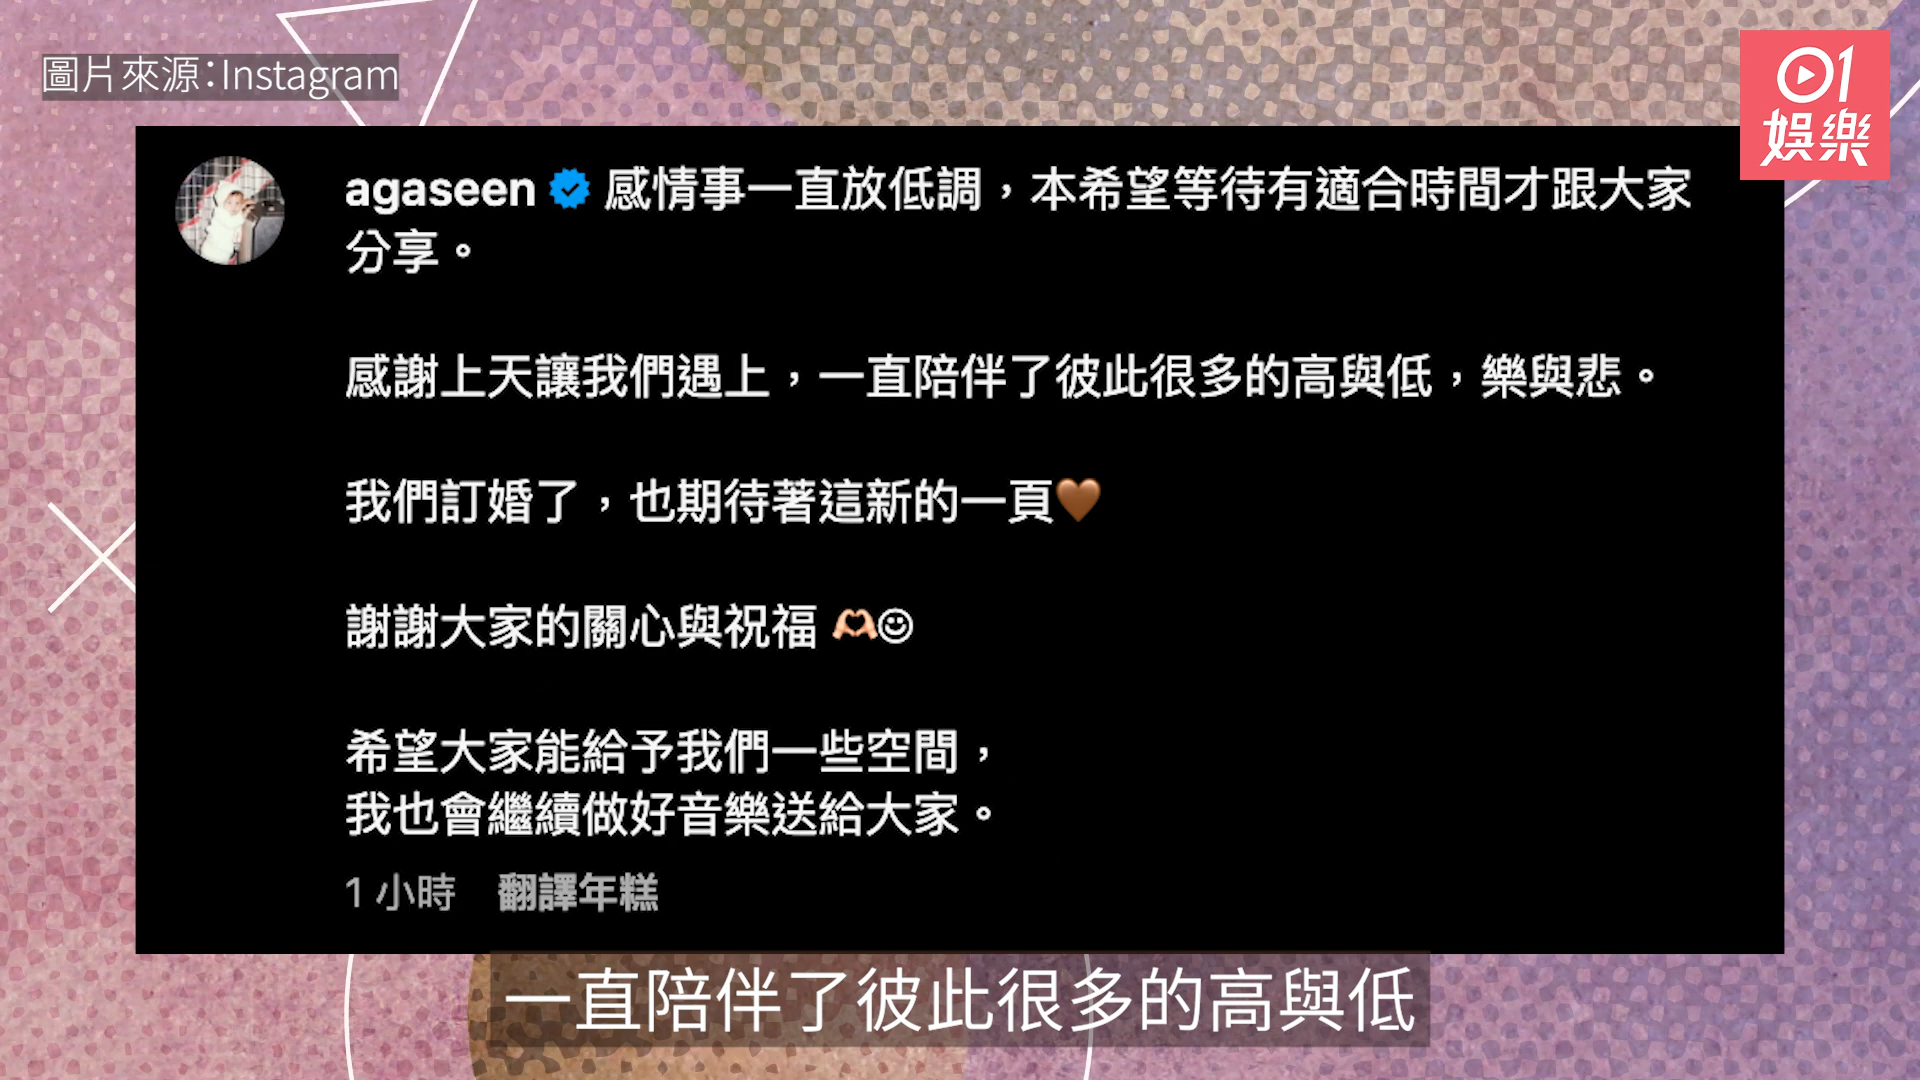 圖片來源：Instagram
01
娛樂
agaseen 感情事一直放低調，本希望等待有適合時間才跟大家
分享。
感謝上天讓我們遇上，一直陪伴了彼此很多的高與低，樂與悲。
我們訂婚了，也期待著這新的一頁🤎
謝謝大家的關心與祝福 🫶🏻☺
希望大家能給予我們一些空間，
我也會繼續做好音樂送給大家。
1 小時 翻譯年糕
一直陪伴了彼此很多的高與低